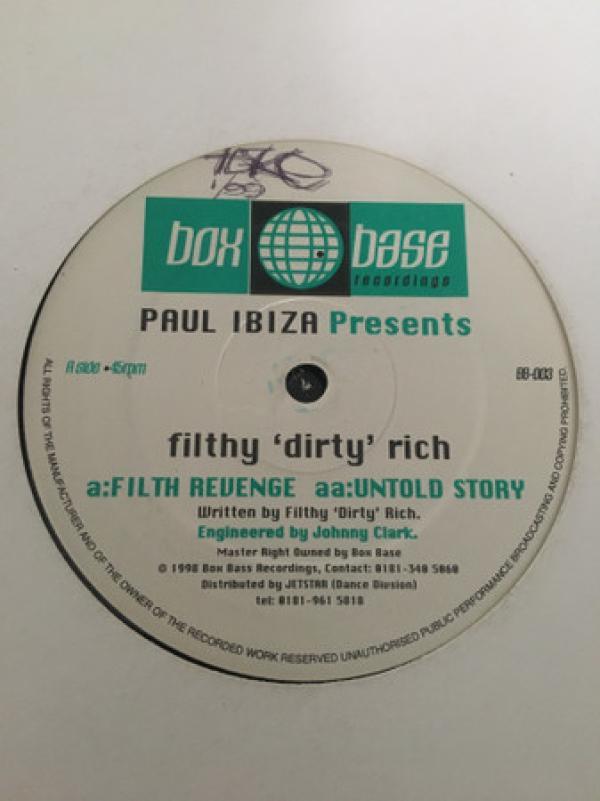 box base
recordings
PAUL IBIZA Presents
A side • 45rpm
BB-003
filthy ‘dirty’ rich
a:FILTH REVENGE aa:UNTOLD STORY
Written by Filthy ‘Dirty’ Rich.
Engineered by Johnny Clark.
Master Right Owned by Box Base
© 1998 Box Bass Recordings, Contact: 0181-340 5060
Distributed by JETSTAR (Dance Division)
tel: 0181-961 5818
ALL RIGHTS OF THE MANUFACTURER AND OF THE OWNER OF THE RECORDED WORK RESERVED UNAUTHORISED PUBLIC PERFORMANCE BROADCASTING AND COPYING PROHIBITED.